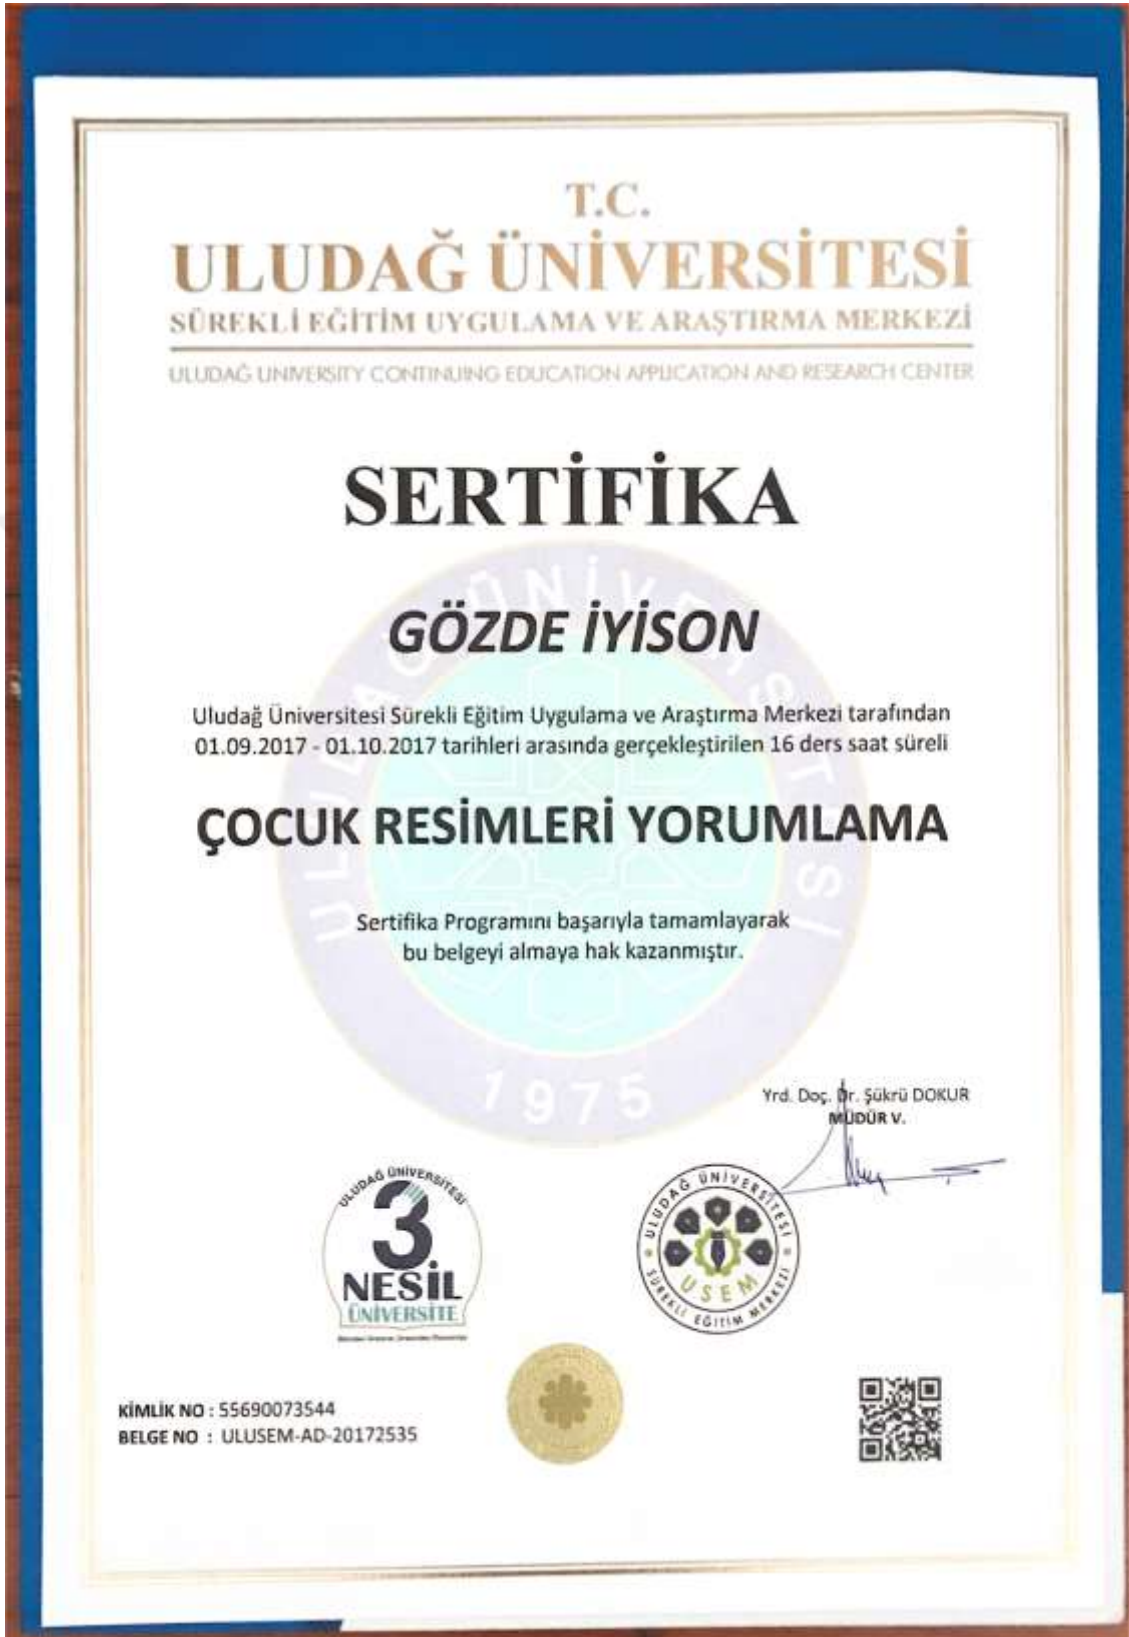 T.C.
ULUDAĞ ÜNİVERSİTESİ
SÜREKLİ EĞİTİM UYGULAMA VE ARAŞTIRMA MERKEZİ
ULUDAĞ UNIVERSITY CONTINUING EDUCATION APPLICATION AND RESEARCH CENTER
SERTİFİKA
GÖZDE İYİSON
Uludağ Üniversitesi Sürekli Eğitim Uygulama ve Araştırma Merkezi tarafından
01.09.2017 - 01.10.2017 tarihleri arasında gerçekleştirilen 16 ders saat süreli
ÇOCUK RESİMLERİ YORUMLAMA
Sertifika Programını başarıyla tamamlayarak
bu belgeyi almaya hak kazanmıştır.
ULUDAĞ ÜNİVERSİTESİ
1975
Yrd. Doç. Dr. Şükrü DOKUR
MÜDÜR V.
ULUDAĞ ÜNİVERSİTESİ
3
NESİL
ÜNİVERSİTE
ULUDAĞ ÜNİVERSİTESİ
USEM
SÜREKLİ EĞİTİM MERKEZİ
KİMLİK NO : 55690073544
BELGE NO : ULUSEM-AD-20172535